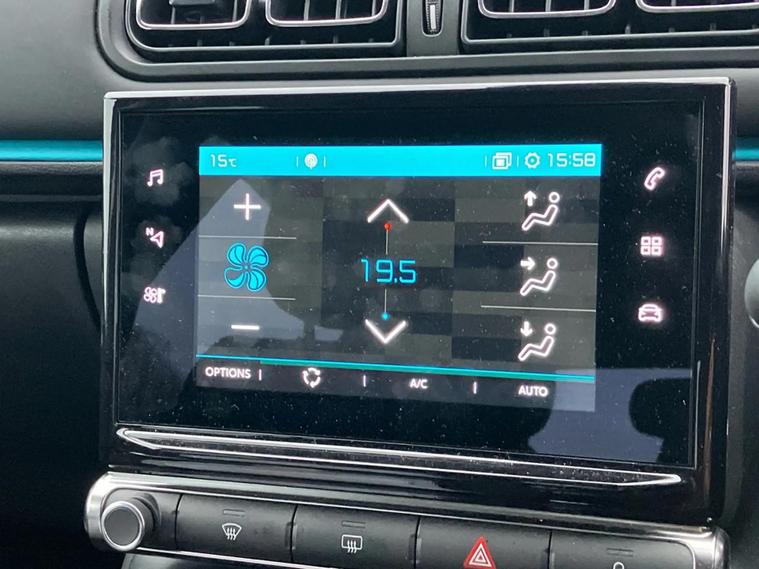 15℃
15:58
N
19.5
OPTIONS
A/C
AUTO